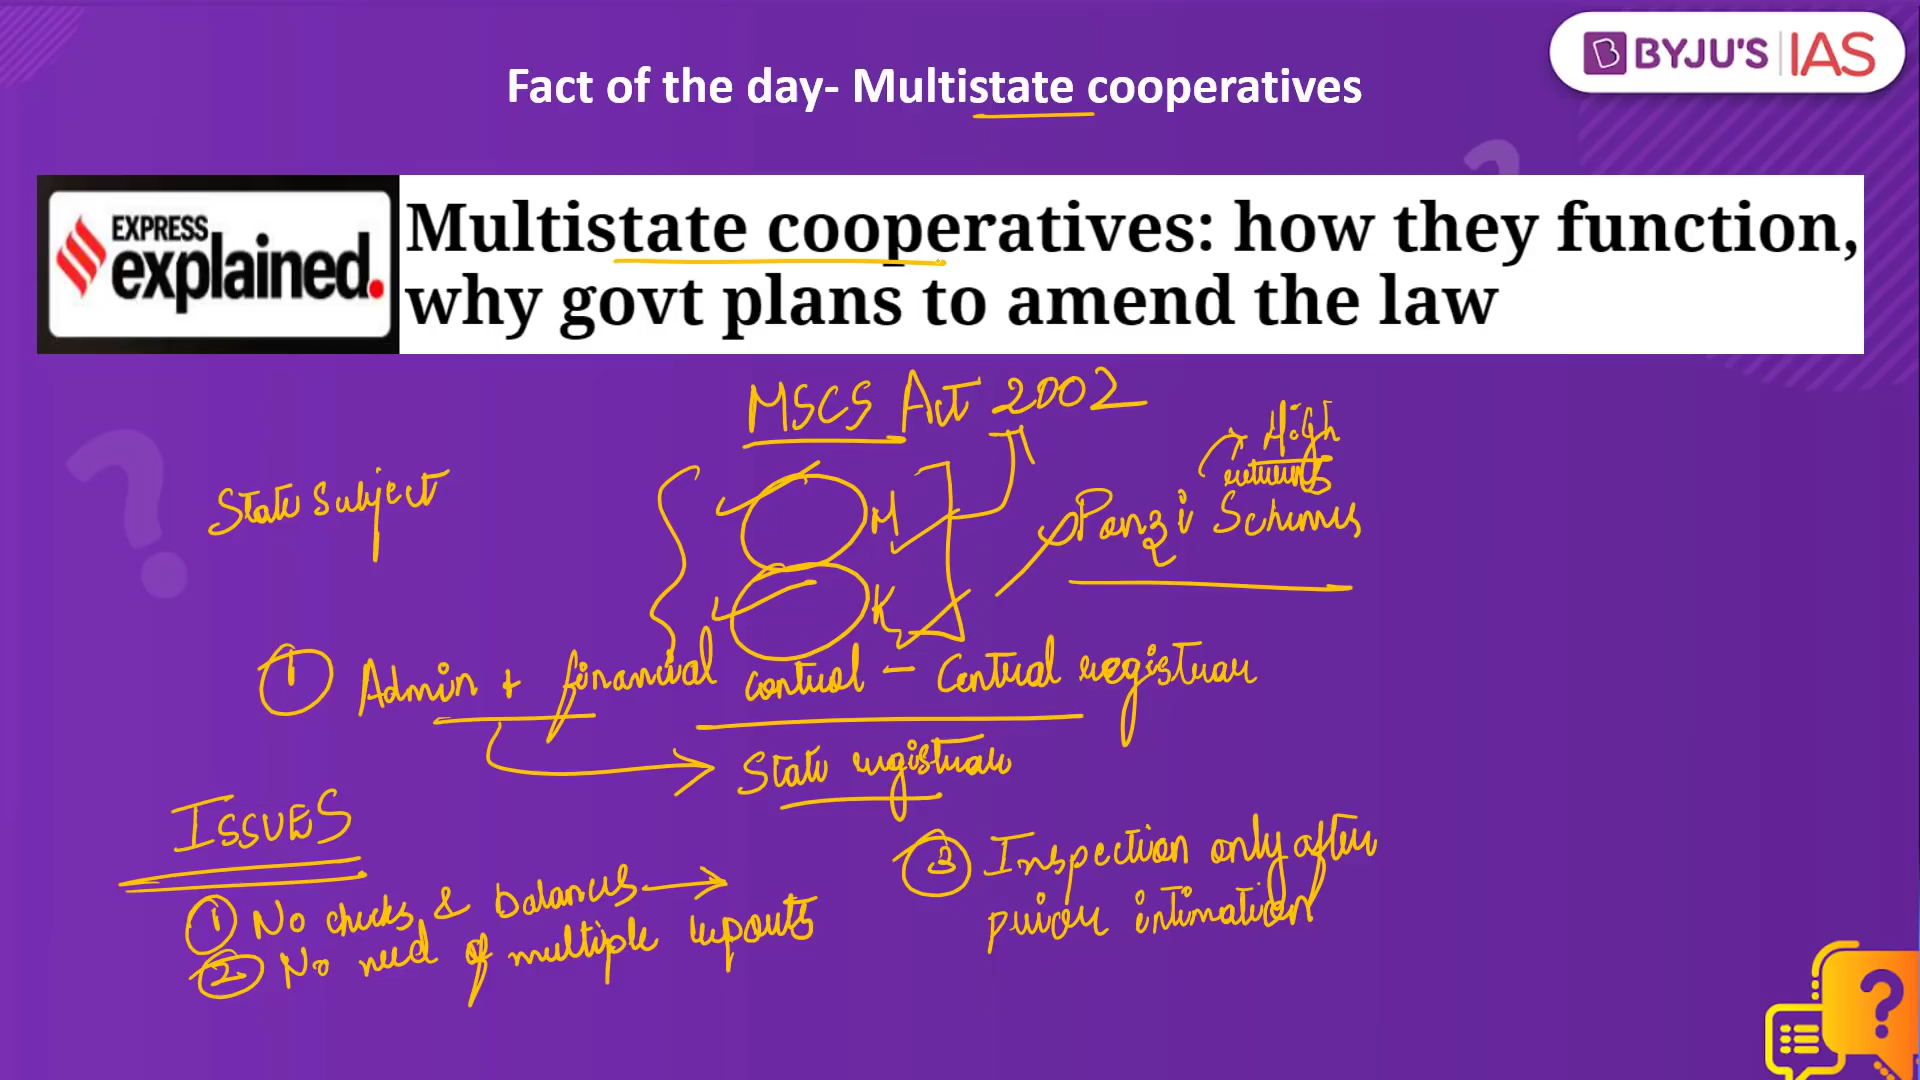 Fact of the day- Multistate cooperatives
BYJU'S IAS
EXPRESS
explained.
Multistate cooperatives: how they function,
why govt plans to amend the law
MSCS Act 2002
High
returns
State Subject
M
Ponzi Schemes
K
1 Admin + financial control - Central registrar
State registrar
ISSUES
1 No checks & balances
2 No need of multiple reports
3 Inspection only after
prior intimation
?